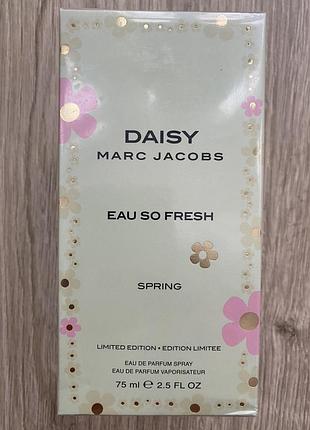 DAISY
MARC JACOBS
EAU SO FRESH
SPRING
LIMITED EDITION • EDITION LIMITEE
EAU DE PARFUM SPRAY
EAU DE PARFUM VAPORISATEUR
75 ml ℮ 2.5 FL OZ